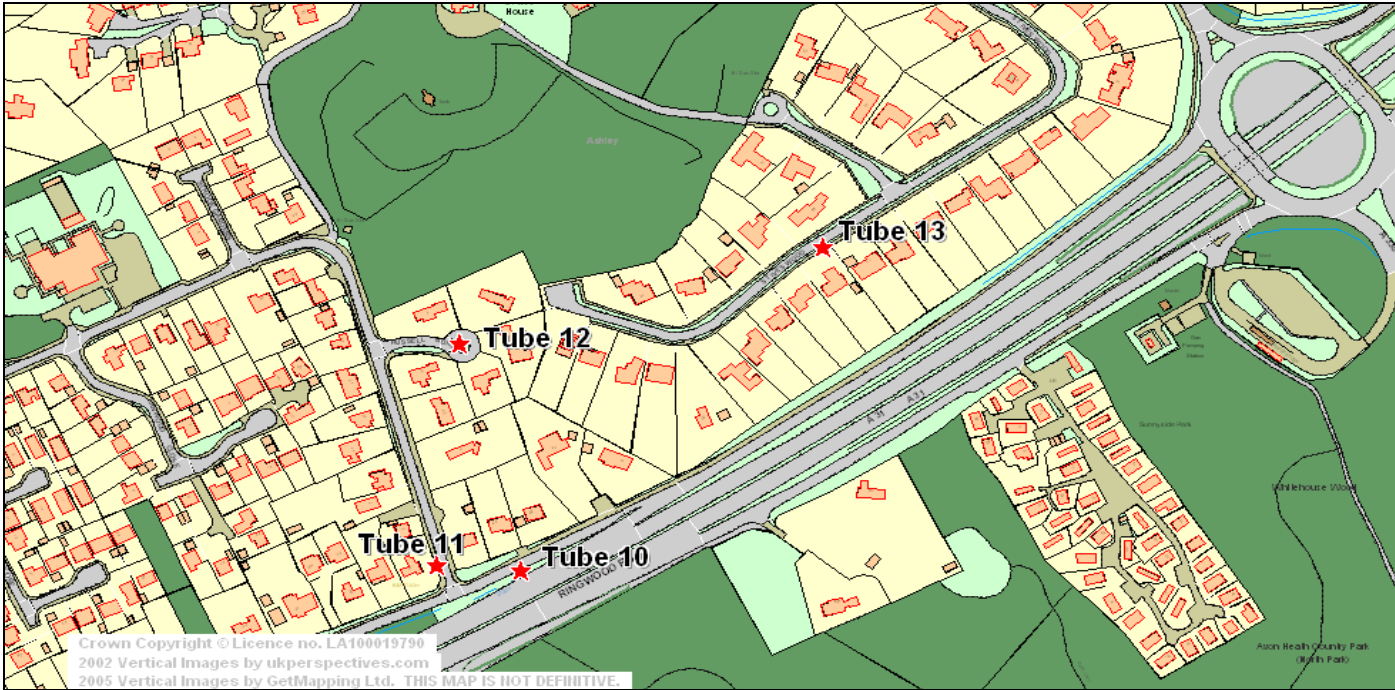 House
Ashley
Tube 13
Tube 12
A 31
A 31
Sunnyside Park
Whitehouse Wood
Tube 11
Tube 10
RINGWOOD
Avon Heath Country Park
(North Park)
Crown Copyright © Licence no. LA100019790
2002 Vertical Images by ukperspectives.com
2005 Vertical Images by GetMapping Ltd. THIS MAP IS NOT DEFINITIVE.